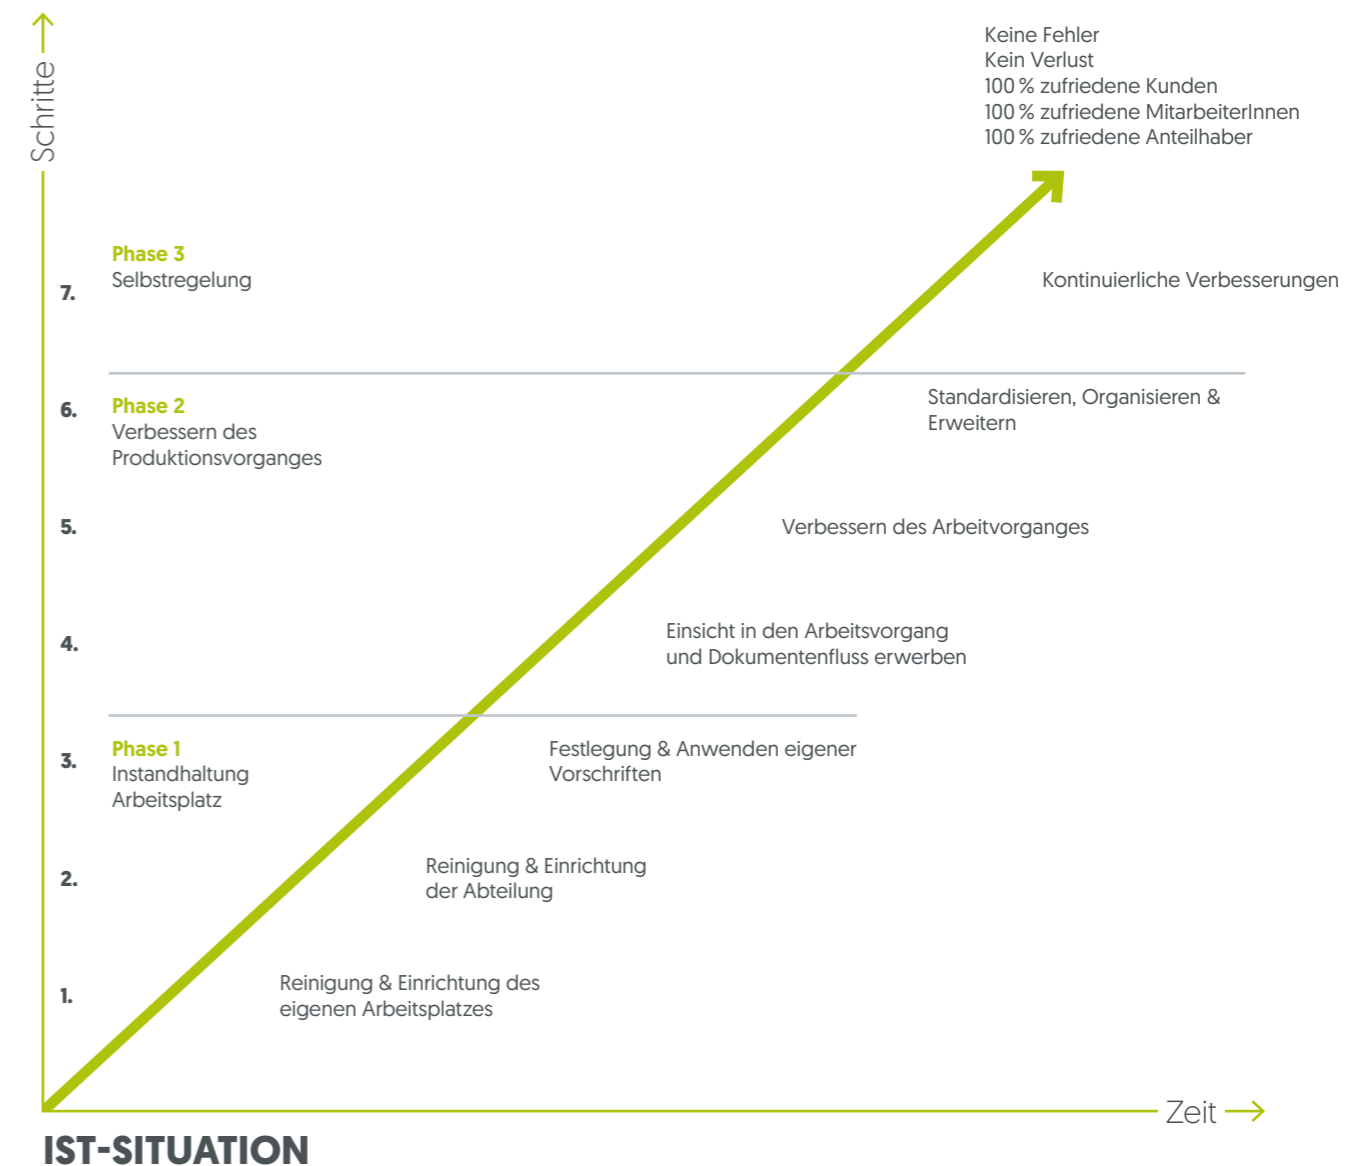 Schritte
Keine Fehler
Kein Verlust
100 % zufriedene Kunden
100 % zufriedene MitarbeiterInnen
100 % zufriedene Anteilhaber
Phase 3
Selbstregelung
7.
Kontinuierliche Verbesserungen
6.
Phase 2
Verbessern des
Produktionsvorganges
Standardisieren, Organisieren &
Erweitern
5.
Verbessern des Arbeitvorganges
4.
Einsicht in den Arbeitsvorgang
und Dokumentenfluss erwerben
3.
Phase 1
Instandhaltung
Arbeitsplatz
Festlegung & Anwenden eigener
Vorschriften
2.
Reinigung & Einrichtung
der Abteilung
1.
Reinigung & Einrichtung des
eigenen Arbeitsplatzes
Zeit
IST-SITUATION